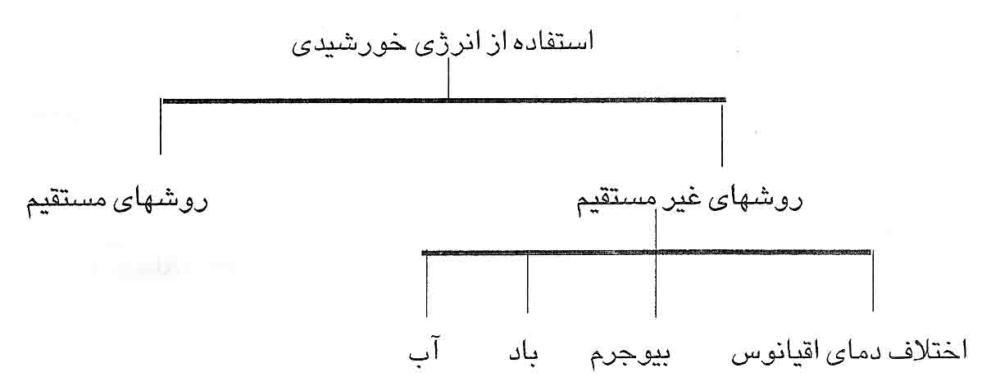 استفاده از انرژی خورشیدی
روشهای غیر مستقیم
روشهای مستقیم
اختلاف دمای اقیانوس
بیوجرم
باد
آب